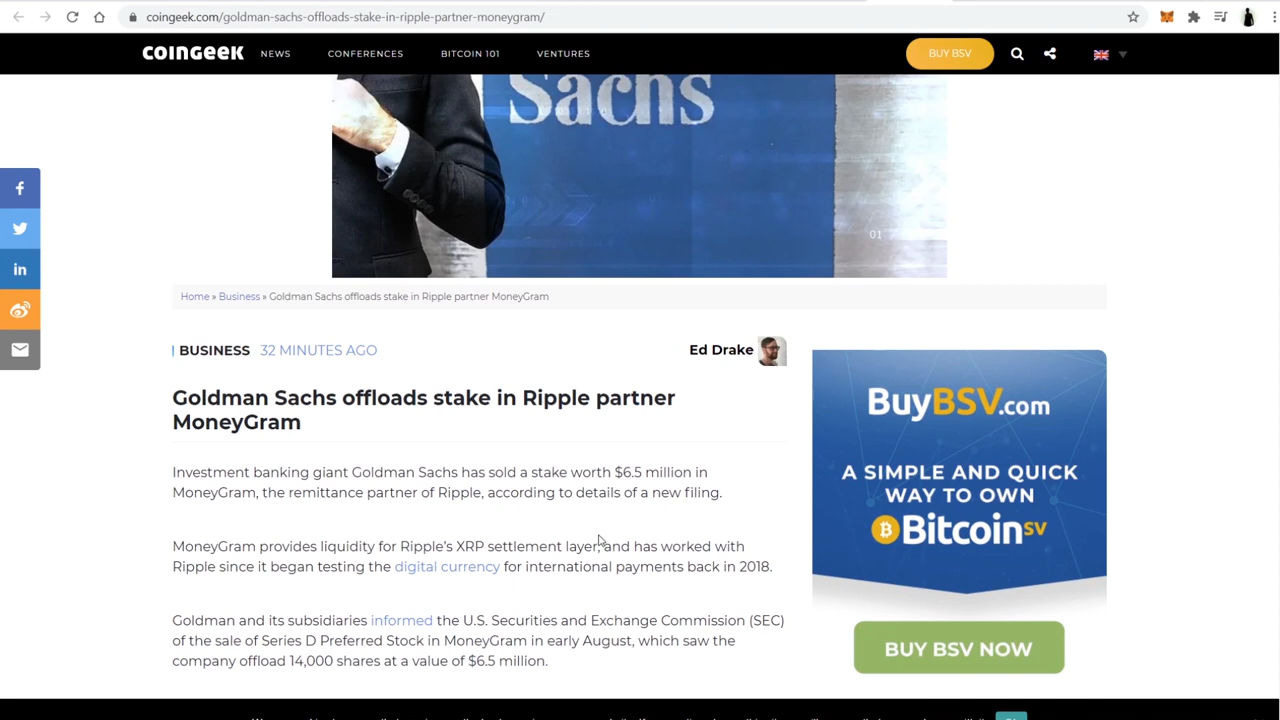 coingeek.com/goldman-sachs-offloads-stake-in-ripple-partner-moneygram/
COINGEEK
NEWS
CONFERENCES
BITCOIN 101
VENTURES
BUY BSV
Sachs
01
Home » Business » Goldman Sachs offloads stake in Ripple partner MoneyGram
BUSINESS 32 MINUTES AGO
Ed Drake
Goldman Sachs offloads stake in Ripple partner
MoneyGram
Investment banking giant Goldman Sachs has sold a stake worth $6.5 million in
MoneyGram, the remittance partner of Ripple, according to details of a new filing.
MoneyGram provides liquidity for Ripple's XRP settlement layer, and has worked with
Ripple since it began testing the digital currency for international payments back in 2018.
Goldman and its subsidiaries informed the U.S. Securities and Exchange Commission (SEC)
of the sale of Series D Preferred Stock in MoneyGram in early August, which saw the
company offload 14,000 shares at a value of $6.5 million.
BuyBSV.com
A SIMPLE AND QUICK
WAY TO OWN
Bitcoin SV
BUY BSV NOW